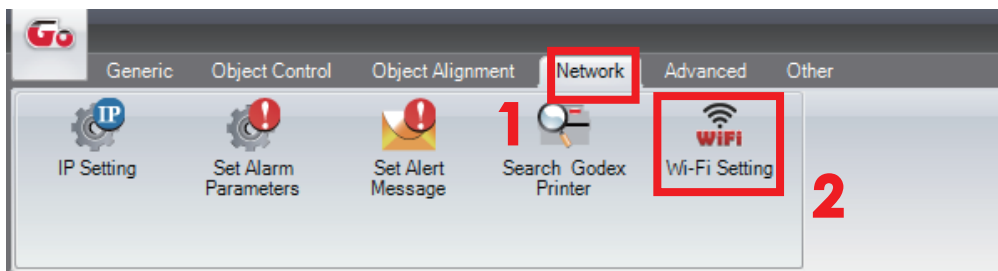 Go
Generic Object Control Object Alignment Network Advanced Other
IP
WiFi
1
IP Setting Set Alarm Parameters Set Alert Message Search Godex Printer Wi-Fi Setting
2